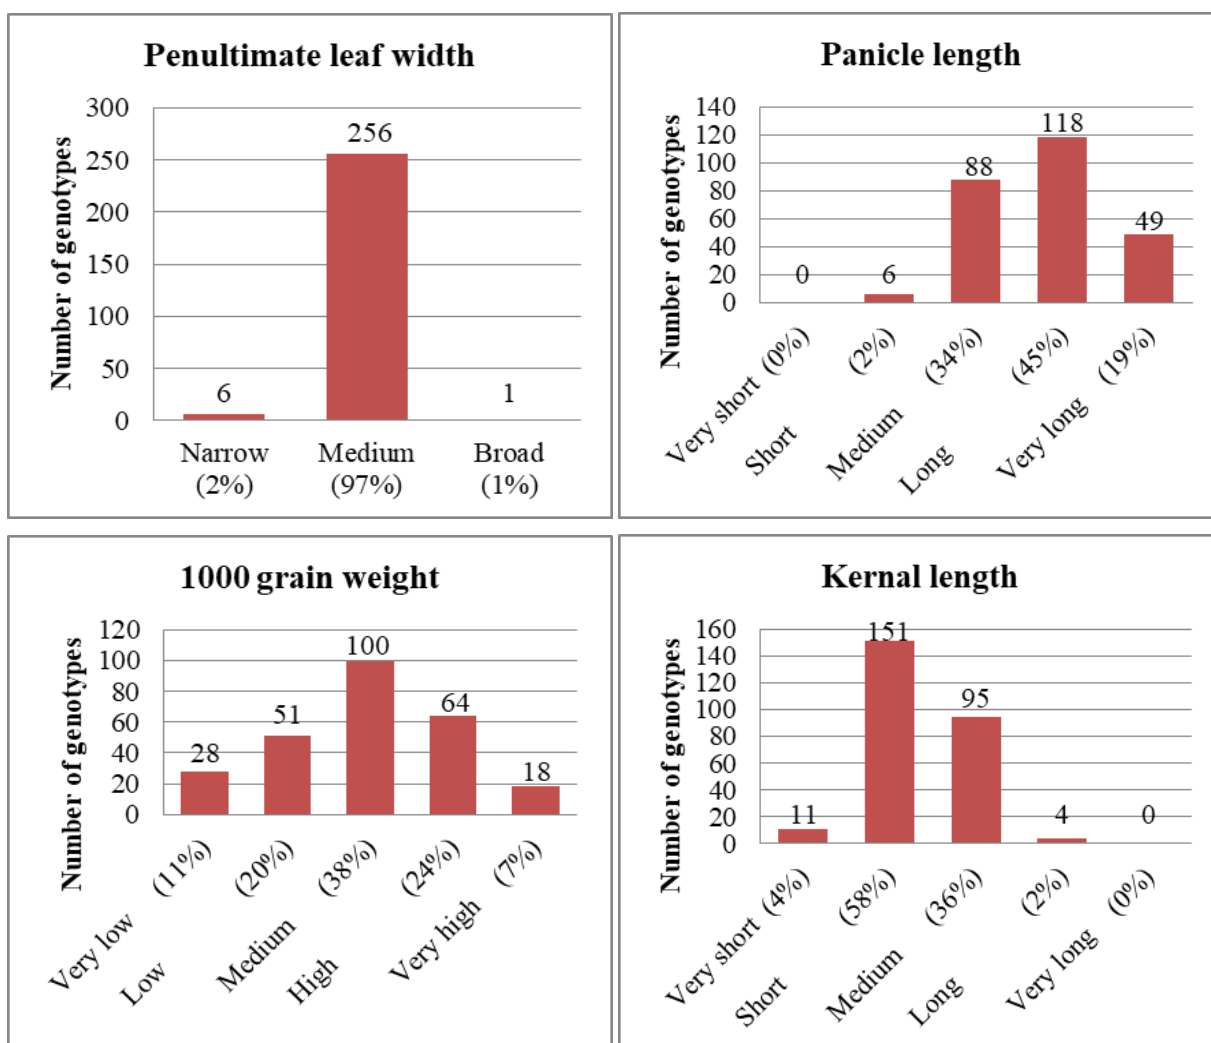 Penultimate leaf width
Number of genotypes
300
250
200
150
100
50
0
6
256
1
Narrow (2%)
Medium (97%)
Broad (1%)
Panicle length
Number of genotypes
140
120
100
80
60
40
20
0
0
6
88
118
49
Very short (0%)
Short (2%)
Medium (34%)
Long (45%)
Very long (19%)
1000 grain weight
Number of genotypes
120
100
80
60
40
20
0
28
51
100
64
18
Very low (11%)
Low (20%)
Medium (38%)
High (24%)
Very high (7%)
Kernal length
Number of genotypes
160
140
120
100
80
60
40
20
0
11
151
95
4
0
Very short (4%)
Short (58%)
Medium (36%)
Long (2%)
Very long (0%)